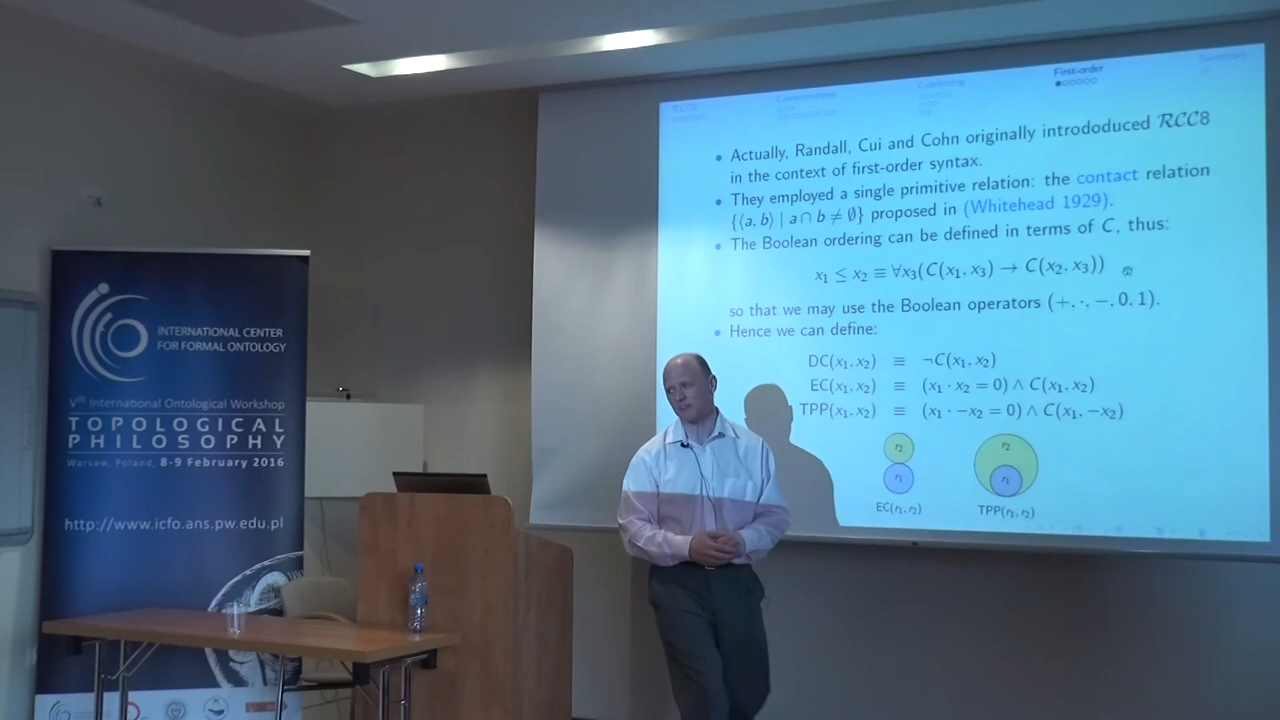 INTERNATIONAL CENTER
FOR FORMAL ONTOLOGY
Vth International Ontological Workshop
TOPOLOGICAL
PHILOSOPHY
Warsaw, Poland, 8-9 February 2016
http://www.icfo.ans.pw.edu.pl
First-order
Summary
• Actually, Randall, Cui and Cohn originally intrododuced RCC8
in the context of first-order syntax.
• They employed a single primitive relation: the contact relation
{⟨a, b⟩ | a ∩ b ≠ ∅} proposed in (Whitehead 1929).
• The Boolean ordering can be defined in terms of C, thus:
x₁ ≤ x₂ ≡ ∀x₃(C(x₁, x₃) → C(x₂, x₃))
so that we may use the Boolean operators (+, ·, −, 0, 1).
• Hence we can define:
DC(x₁, x₂) ≡ ¬C(x₁, x₂)
EC(x₁, x₂) ≡ (x₁ · x₂ = 0) ∧ C(x₁, x₂)
TPP(x₁, x₂) ≡ (x₁ · −x₂ = 0) ∧ C(x₁, −x₂)
r₂ r₂
r₁ r₁
EC(r₁, r₂) TPP(r₁, r₂)